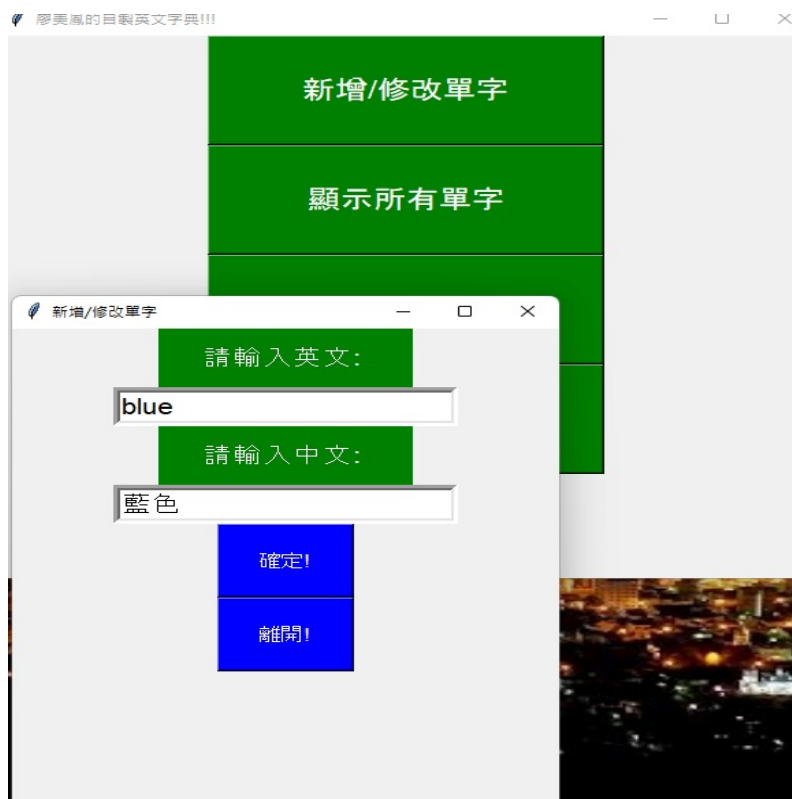 廖美鳳的自製英文字典!!!
新增/修改單字
顯示所有單字
新增/修改單字
請輸入英文:
blue
請輸入中文:
藍色
確定!
離開!